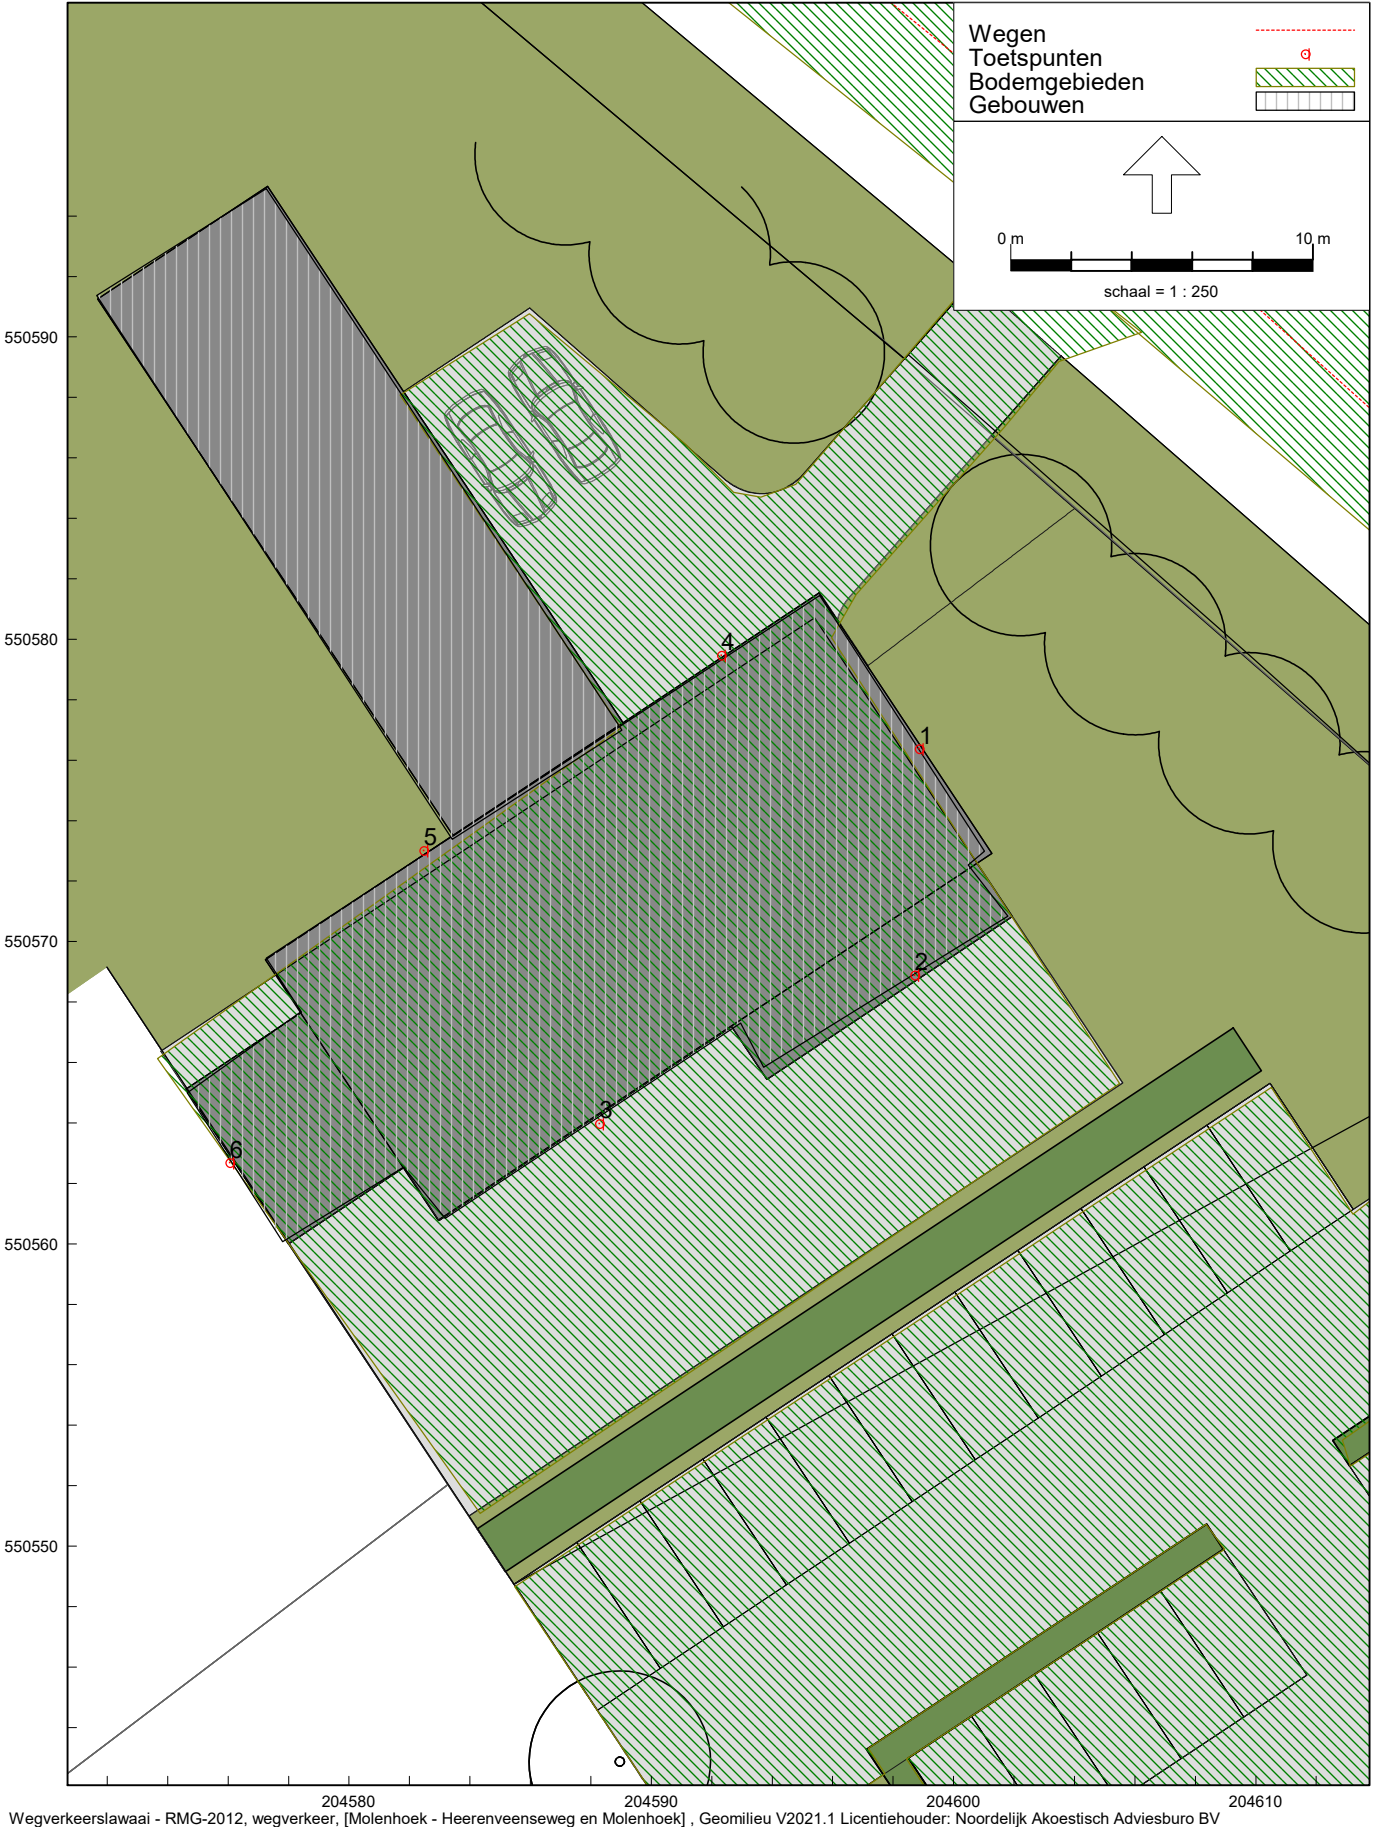 Wegen
Toetspunten
Bodemgebieden
Gebouwen
0 m 10 m
schaal = 1 : 250
550590
550580
4
1
5
550570
2
3
6
550560
550550
204580 204590 204600 204610
Wegverkeerslawaai - RMG-2012, wegverkeer, [Molenhoek - Heerenveenseweg en Molenhoek] , Geomilieu V2021.1 Licentiehouder: Noordelijk Akoestisch Adviesburo BV